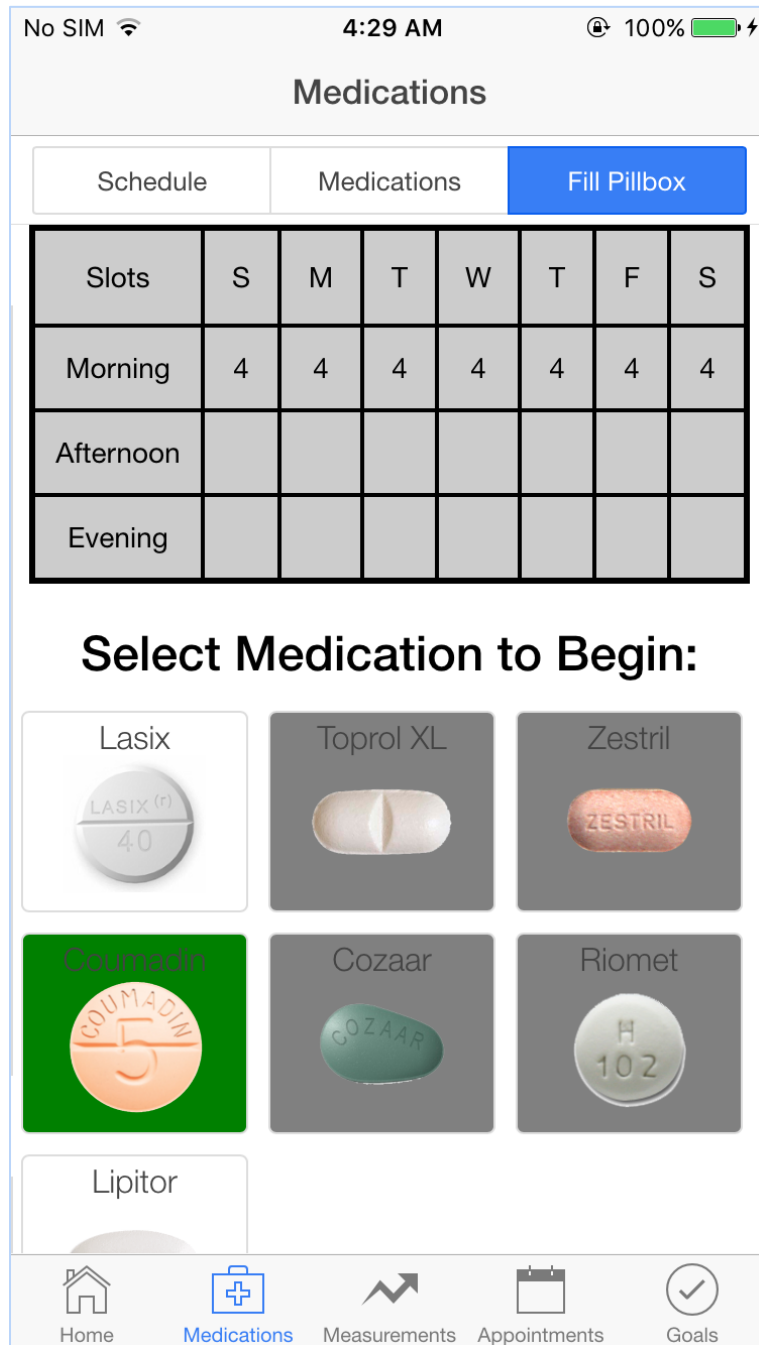 No SIM 4:29 AM 100%
Medications
Schedule Medications Fill Pillbox
Slots S M T W T F S
Morning 4 4 4 4 4 4 4
Afternoon
Evening
Select Medication to Begin:
Lasix Toprol XL Zestril
LASIX (r)
40
ZESTRIL
Coumadin Cozaar Riomet
COUMADIN
5
COZAAR
H
102
Lipitor
Home Medications Measurements Appointments Goals